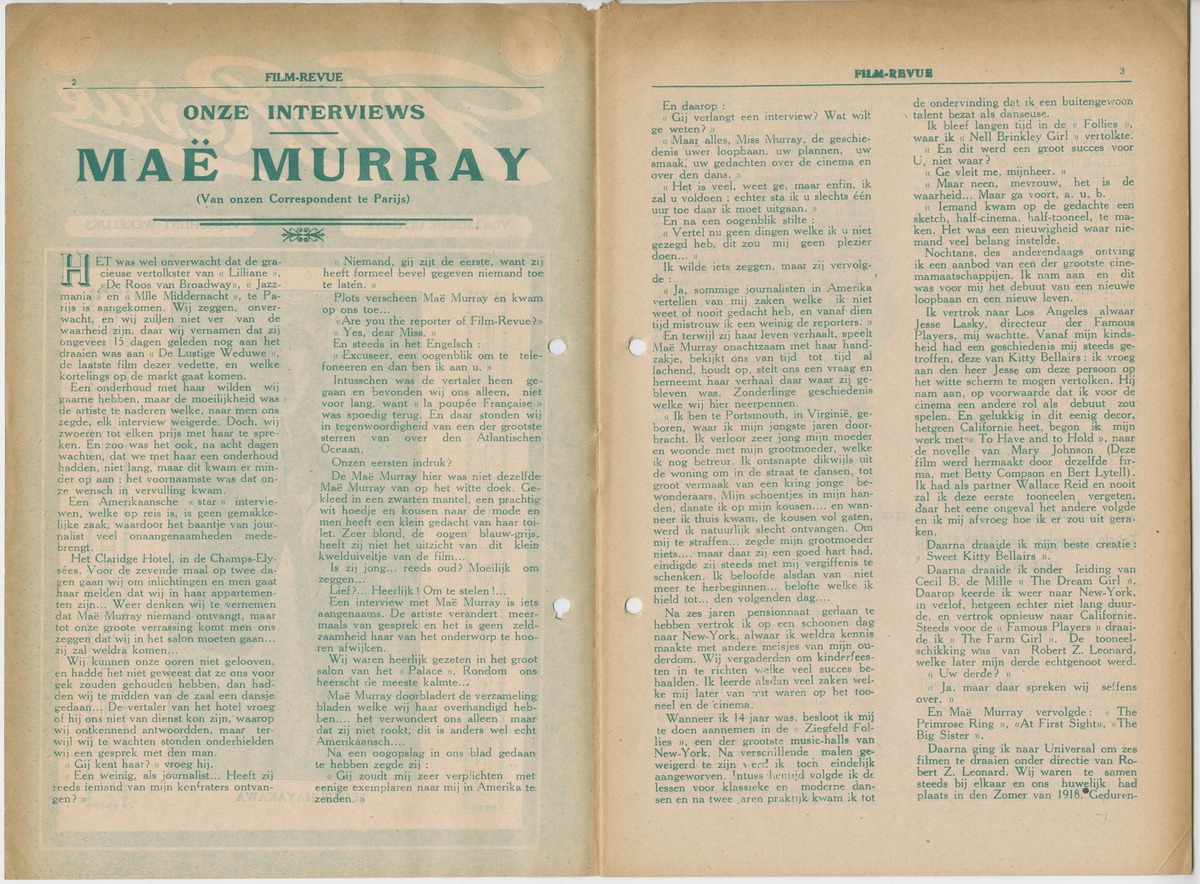 2
FILM-REVUE
ONZE INTERVIEWS
MAË MURRAY
(Van onzen Correspondent te Parijs)
HET was wel onverwacht dat de gra-
cieuse vertolkster van « Lilliane »,
« De Roos van Broadway», « Jazz-
mania » en « Mlle Middernacht », te Pa-
rijs is aangekomen. Wij zeggen, onver-
wacht, en wij zullen niet ver van de
waarheid zijn, daar wij vernamen dat zij
ongeveer 15 dagen geleden nog aan het
draaien was aan « De Lustige Weduwe »,
de laatste film dezer vedette, en welke
kortelings op de markt gaat komen.
Een onderhoud met haar wilden wij
gaarne hebben, maar de moeilijkheid was
de artiste te naderen welke, naar men ons
zegde, elk interview weigerde. Doch, wij
zwoeren tot elken prijs met haar te spre-
ken. En zoo was het ook, na acht dagen
wachten, dat we met haar een onderhoud
hadden, niet lang, maar dit kwam er min-
der op aan ; het voornaamste was dat on-
ze wensch in vervulling kwam.
Een Amerikaansche « star » intervie-
wen, welke op reis is, is geen gemakke-
lijke zaak, waardoor het baantje van jour-
nalist veel onaangenaamheden mede-
brengt.
Het Claridge Hotel, in de Champs-Ely-
sées. Voor de zevende maal op twee da-
gen gaan wij om inlichtingen en men gaat
haar melden dat wij in haar appartemen-
ten zijn... Weer denken wij te vernemen
dat Maë Murray niemand ontvangt, maar
tot onze groote verrassing komt men ons
zeggen dat wij in het salon moeten gaan...
zij zal weldra komen...
Wij kunnen onze ooren niet gelooven,
en hadde het niet geweest dat ze ons voor
gek zouden gehouden hebben, dan had-
den wij te midden van de zaal een dansje
gedaan... De vertaler van het hotel vroeg
of hij ons niet van dienst kon zijn, waarop
wij ontkennend antwoordden, maar ter-
wijl wij te wachten stonden onderhielden
wij een gesprek met den man.
« Gij kent haar? » vroeg hij.
« Een weinig, als journalist... Heeft zij
reeds iemand van mijn konfraters ontvan-
gen? »
« Niemand, gij zijt de eerste, want zij
heeft formeel bevel gegeven niemand toe
te laten. »
Plots verscheen Maë Murray en kwam
op ons toe...
«Are you the reporter of Film-Revue?»
« Yes, dear Miss. »
En steeds in het Engelsch :
« Excuseer, een oogenblik om te tele-
foneeren en dan ben ik aan u. »
Intusschen was de vertaler heen ge-
gaan en bevonden wij ons alleen, niet
voor lang, want « la poupée Française »
was spoedig terug. En daar stonden wij
in tegenwoordigheid van een der grootste
sterren van over den Atlantischen
Oceaan.
Onzen eersten indruk?
De Maë Murray hier was niet dezelfde
Maë Murray van op het witte doek. Ge-
kleed in een zwarten mantel, een prachtig
wit hoedje en kousen naar de mode en
men heeft een klein gedacht van haar toi-
let. Zeer blond, de oogen blauw-grijs,
heeft zij niet het uitzicht van dit klein
kwelduiveltje van de film...
Is zij jong... reeds oud? Moeilijk om
zeggen...
Lief?... Heerlijk! Om te stelen!...
Een interview met Maë Murray is iets
aangenaams. De artiste verandert meer-
maals van gesprek en het is geen zeld-
zaamheid haar van het onderworp te hoo-
ren afwijken.
Wij waren heerlijk gezeten in het groot
salon van het « Palace ». Rondom ons
heerscht de meeste kalmte...
Maë Murray doorbladert de verzameling
bladen welke wij haar overhandigd heb-
ben.... het verwondert ons alleen maar
dat zij niet rookt, dit is anders wel echt
Amerikaansch....
Na een oogopslag in ons blad gedaan
te hebben zegde zij :
« Gij zoudt mij zeer verplichten met
eenige exemplaren naar mij in Amerika te
zenden. »
FILM-REVUE
3
En daarop :
« Gij verlangt een interview? Wat wilt
ge weten? »
« Maar alles, Miss Murray, de geschie-
denis uwer loopbaan, uw plannen, uw
smaak, uw gedachten over de cinema en
over den dans. »
« Het is veel, weet ge, maar enfin, ik
zal u voldoen ; echter sta ik u slechts één
uur toe daar ik moet uitgaan. »
En na een oogenblik stilte :
« Vertel nu geen dingen welke ik u niet
gezegd heb, dit zou mij geen plezier
doen... »
Ik wilde iets zeggen, maar zij vervolg-
de :
« Ja, sommige journalisten in Amerika
vertellen van mij zaken welke ik niet
weet of nooit gedacht heb, en vanaf dien
tijd mistrouw ik een weinig de reporters. »
En terwijl zij haar leven verhaalt, speelt
Maë Murray onachtzaam met haar hand-
zakje, bekijkt ons van tijd tot tijd al
lachend, houdt op, stelt ons een vraag en
herneemt haar verhaal daar waar zij ge-
bleven was. Zonderlinge geschiedenis
welke wij hier neerpennen.
« Ik ben te Portsmouth, in Virginië, ge-
boren, waar ik mijn jongste jaren door-
bracht. Ik verloor zeer jong mijn moeder
en woonde met mijn grootmoeder, welke
ik nog betreur. Ik ontsnapte dikwijls uit
de woning om in de straat te dansen, tot
groot vermaak van een kring jonge be-
wonderaars. Mijn schoentjes in mijn han-
den, danste ik op mijn kousen.... en wan-
neer ik thuis kwam, de kousen vol gaten,
werd ik natuurlijk slecht ontvangen. Om
mij te straffen... zegde mijn grootmoeder
niets.... maar daar zij een goed hart had,
eindigde zij steeds met mij vergiffenis te
schenken. Ik beloofde alsdan van niet
meer te herbeginnen... belofte welke ik
hield tot... den volgenden dag....
Na zes jaren pensionnaat gedaan te
hebben vertrok ik op een schoonen dag
naar New-York, alwaar ik weldra kennis
maakte met andere meisjes van mijn ou-
derdom. Wij vergaderden om kinderfees-
ten in te richten welke veel succes be-
haalden. Ik leerde alsdan veel zaken wel-
ke mij later van nut waren op het too-
neel en de cinema.
Wanneer ik 14 jaar was, besloot ik mij
te doen aannemen in de « Ziegfeld Fol-
lies », een der grootste music-halls van
New-York. Na verschillende malen ge-
weigerd te zijn werd ik toch eindelijk
aangeworven. Intusschentijd volgde ik de
lessen voor klassieke en moderne dan-
sen en na twee jaren praktijk kwam ik tot
de ondervinding dat ik een buitengewoon
talent bezat als danseuse.
Ik bleef langen tijd in de « Follies »,
waar ik « Nell Brinkley Girl » vertolkte.
« En dit werd een groot succes voor
U, niet waar?
« Ge vleit me, mijnheer. »
« Maar neen, mevrouw, het is de
waarheid... Maar ga voort, a. u. b.
« Iemand kwam op de gedachte een
sketch, half-cinema, half-tooneel, te ma-
ken. Het was een nieuwigheid waar nie-
mand veel belang instelde.
Nochtans, des anderendaags ontving
ik een aanbod van een der grootste cine-
mamaatschappijen. Ik nam aan en dit
was voor mij het debuut van een nieuwe
loopbaan en een nieuw leven.
Ik vertrok naar Los Angeles alwaar
Jesse Lasky, directeur der Famous
Players, mij wachte. Vanaf mijn kinds-
heid had een geschiedenis mij steeds ge-
troffen, deze van Kitty Bellairs : ik vroeg
aan den heer Jesse om deze persoon op
het witte scherm te mogen vertolken. Hij
nam aan, op voorwaarde dat ik voor de
cinema een andere rol als debuut zou
spelen. En gelukkig in dit eenig decor,
hetgeen Californie heet, begon ik mijn
werk met « To Have and to Hold », naar
de novelle van Mary Johnson (Deze
film werd hermaakt door dezelfde fir-
ma, met Betty Compson en Bert Lytell).
Ik had als partner Wallace Reid en nooit
zal ik deze eerste tooneelen vergeten,
daar het eene ongeval het andere volgde
en ik mij afvroeg hoe ik er zou uit gera-
ken.
Daarna draaide ik mijn beste creatie :
« Sweet Kitty Bellairs ».
Daarna draaide ik onder leiding van
Cecil B. de Mille « The Dream Girl ».
Daarop keerde ik weer naar New-York,
in verlof, hetgeen echter niet lang duur-
de, en vertrok opnieuw naar Californie.
Steeds voor de « Famous Players » draai-
de ik « The Farm Girl ». De tooneel-
schikking was van Robert Z. Leonard,
welke later mijn derde echtgenoot werd.
« Uw derde? »
« Ja, maar daar spreken wij seffens
over. »
En Maë Murray vervolgde : « The
Primrose Ring », «At First Sight», «The
Big Sister ».
Daarna ging ik naar Universal om zes
filmen te draaien onder directie van Ro-
bert Z. Leonard. Wij waren te samen
steeds bij elkaar en ons huwelijk had
plaats in den Zomer van 1918. Geduren-